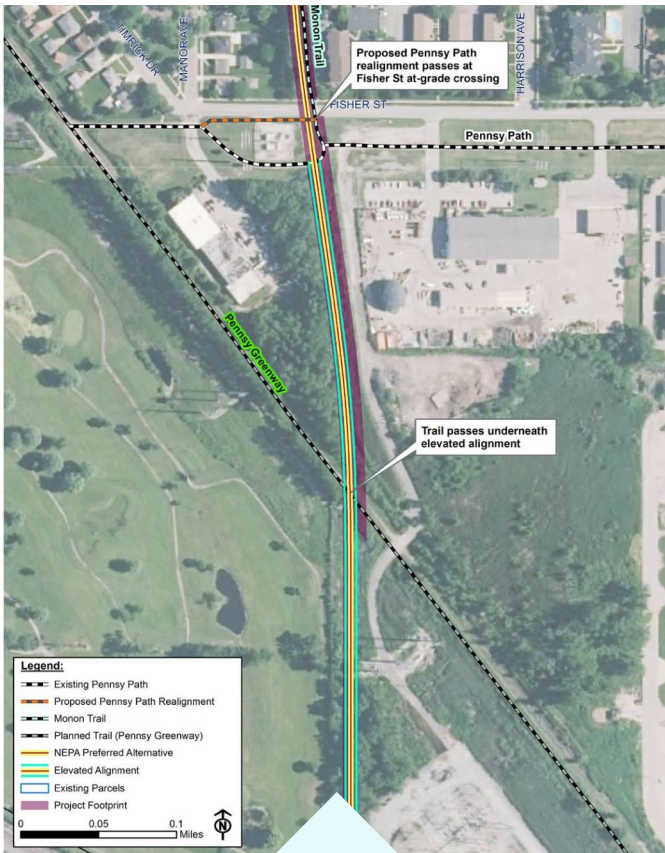 TIMRICK DR
MANOR AVE
Monon Trail
Proposed Pennsy Path
realignment passes at
Fisher St at-grade crossing
HARRISON AVE
FISHER ST
Pennsy Path
Pennsy Greenway
Trail passes underneath
elevated alignment
Legend:
Existing Pennsy Path
Proposed Pennsy Path Realignment
Monon Trail
Planned Trail (Pennsy Greenway)
NEPA Preferred Alternative
Elevated Alignment
Existing Parcels
Project Footprint
0 0.05 0.1
Miles
N